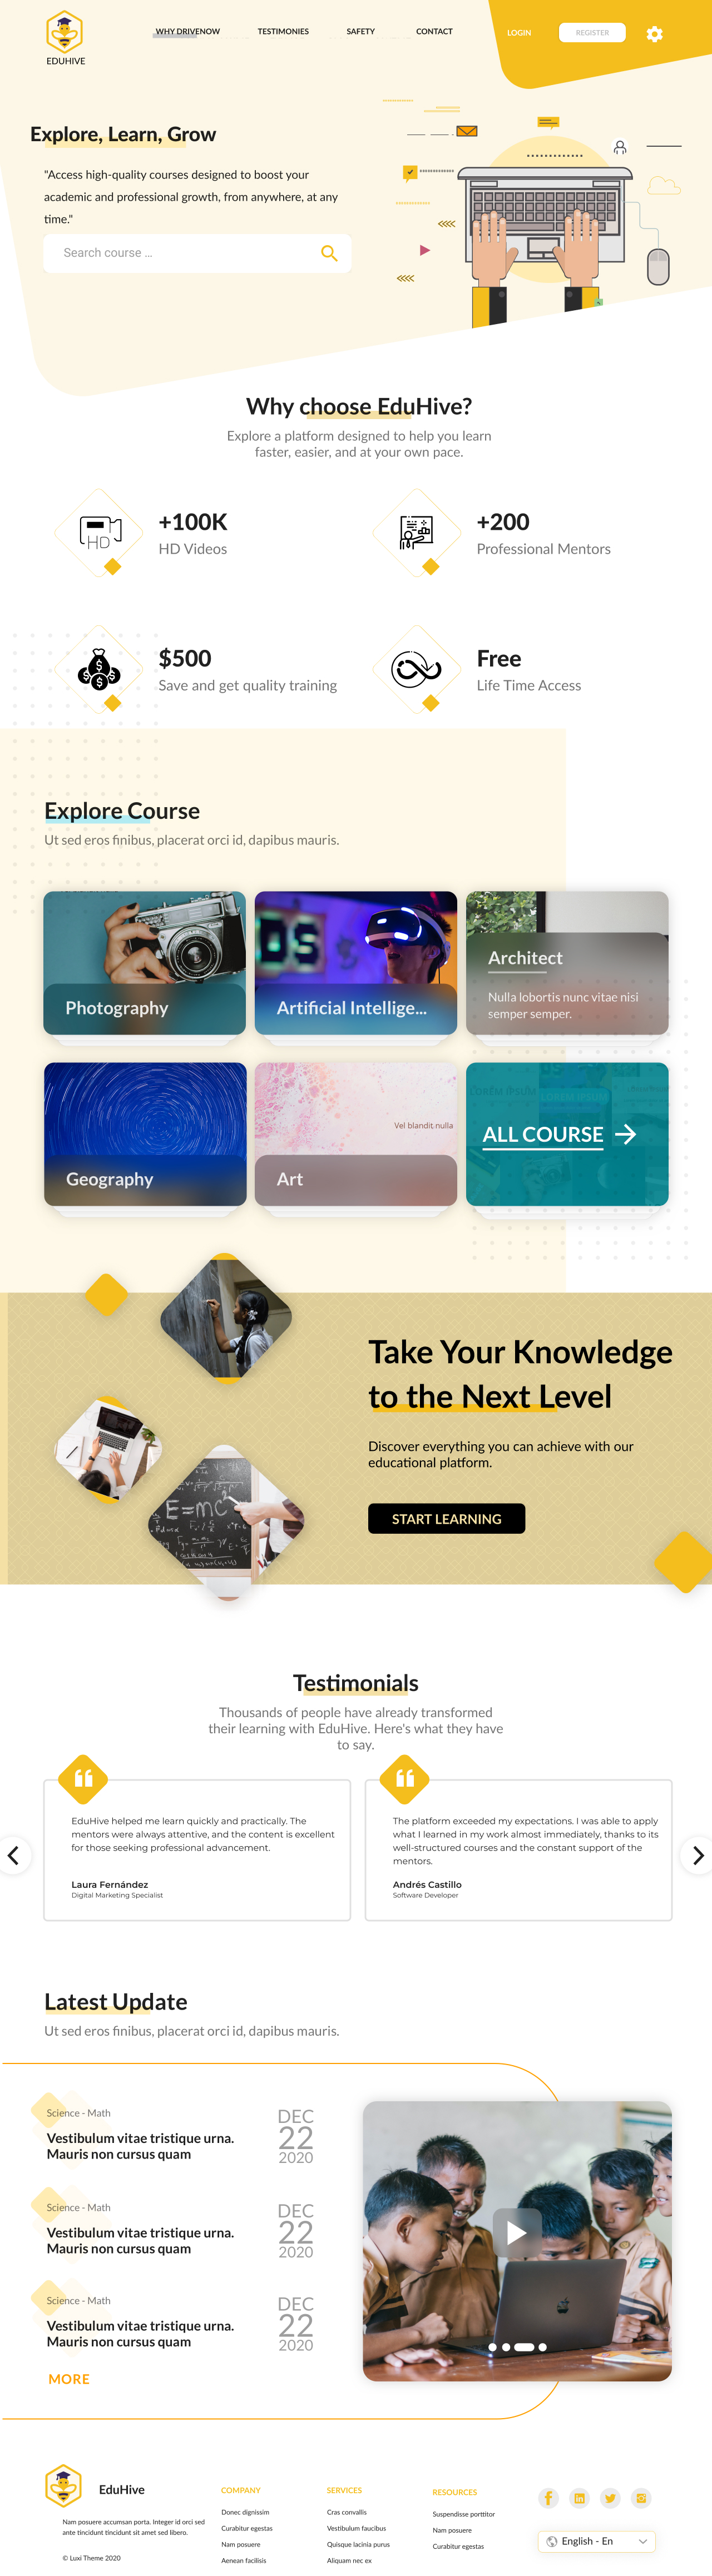 EDUHIVE
WHY DRIVENOW
TESTIMONIES
SAFETY
CONTACT
LOGIN
REGISTER
Explore, Learn, Grow
"Access high-quality courses designed to boost your
academic and professional growth, from anywhere, at any
time."
Search course ...
Why choose EduHive?
Explore a platform designed to help you learn
faster, easier, and at your own pace.
HD
+100K
HD Videos
+200
Professional Mentors
$500
Save and get quality training
Free
Life Time Access
Explore Course
Ut sed eros finibus, placerat orci id, dapibus mauris.
Photography
Artificial Intellige...
Architect
Nulla lobortis nunc vitae nisi
semper semper.
Geography
Vel blandit nulla
Art
LOREM IPSUM
LOREM IPSUM
ALL COURSE
Take Your Knowledge
to the Next Level
Discover everything you can achieve with our
educational platform.
START LEARNING
E=mc²
Testimonials
Thousands of people have already transformed
their learning with EduHive. Here's what they have
to say.
EduHive helped me learn quickly and practically. The
mentors were always attentive, and the content is excellent
for those seeking professional advancement.
Laura Fernández
Digital Marketing Specialist
The platform exceeded my expectations. I was able to apply
what I learned in my work almost immediately, thanks to its
well-structured courses and the constant support of the
mentors.
Andrés Castillo
Software Developer
Latest Update
Ut sed eros finibus, placerat orci id, dapibus mauris.
Science - Math
Vestibulum vitae tristique urna.
Mauris non cursus quam
DEC
22
2020
Science - Math
Vestibulum vitae tristique urna.
Mauris non cursus quam
DEC
22
2020
Science - Math
Vestibulum vitae tristique urna.
Mauris non cursus quam
DEC
22
2020
MORE
EduHive
Nam posuere accumsan porta. Integer id orci sed
ante tincidunt tincidunt sit amet sed libero.
© Luxi Theme 2020
COMPANY
Donec dignissim
Curabitur egestas
Nam posuere
Aenean facilisis
SERVICES
Cras convallis
Vestibulum faucibus
Quisque lacinia purus
Aliquam nec ex
RESOURCES
Suspendisse porttitor
Nam posuere
Curabitur egestas
English - En